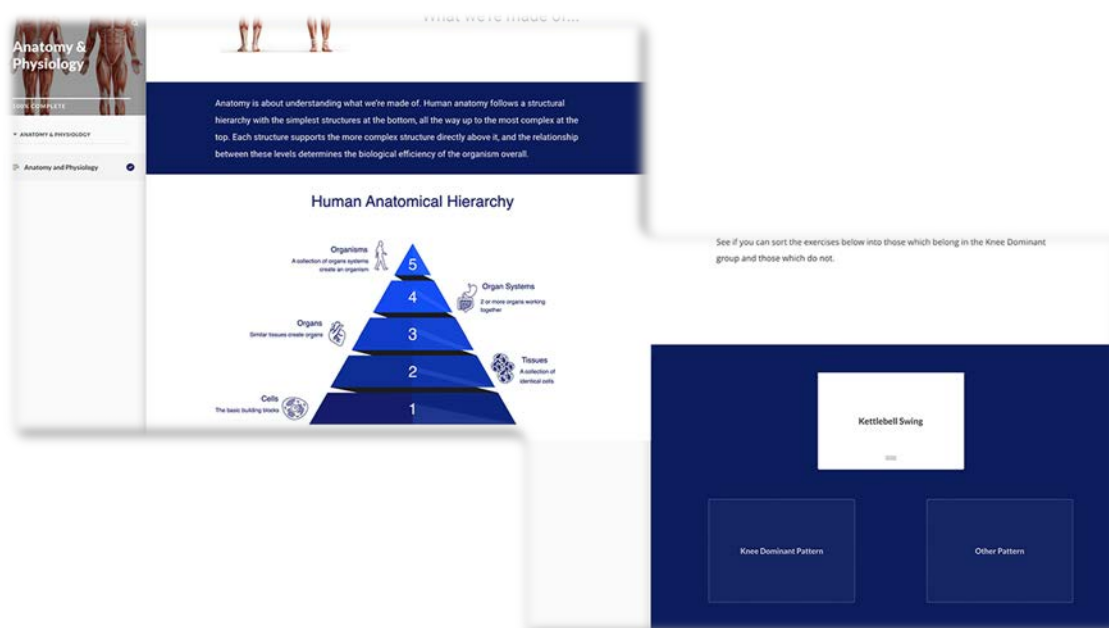 What we're made of...
Anatomy &
Physiology
100% COMPLETE
ANATOMY & PHYSIOLOGY
Anatomy and Physiology
Anatomy is about understanding what we're made of. Human anatomy follows a structural
hierarchy with the simplest structures at the bottom, all the way up to the most complex at the
top. Each structure supports the more complex structure directly above it, and the relationship
between these levels determines the biological efficiency of the organism overall.
Human Anatomical Hierarchy
Organisms
A collection of organs systems
create an organism
5
Organ Systems
2 or more organs working
together
4
Organs
Similar tissues create organs
3
Tissues
A collection of
identical cells
2
Cells
The basic building blocks
1
See if you can sort the exercises below into those which belong in the Knee Dominant
group and those which do not.
Kettlebell Swing
Knee Dominant Pattern
Other Pattern